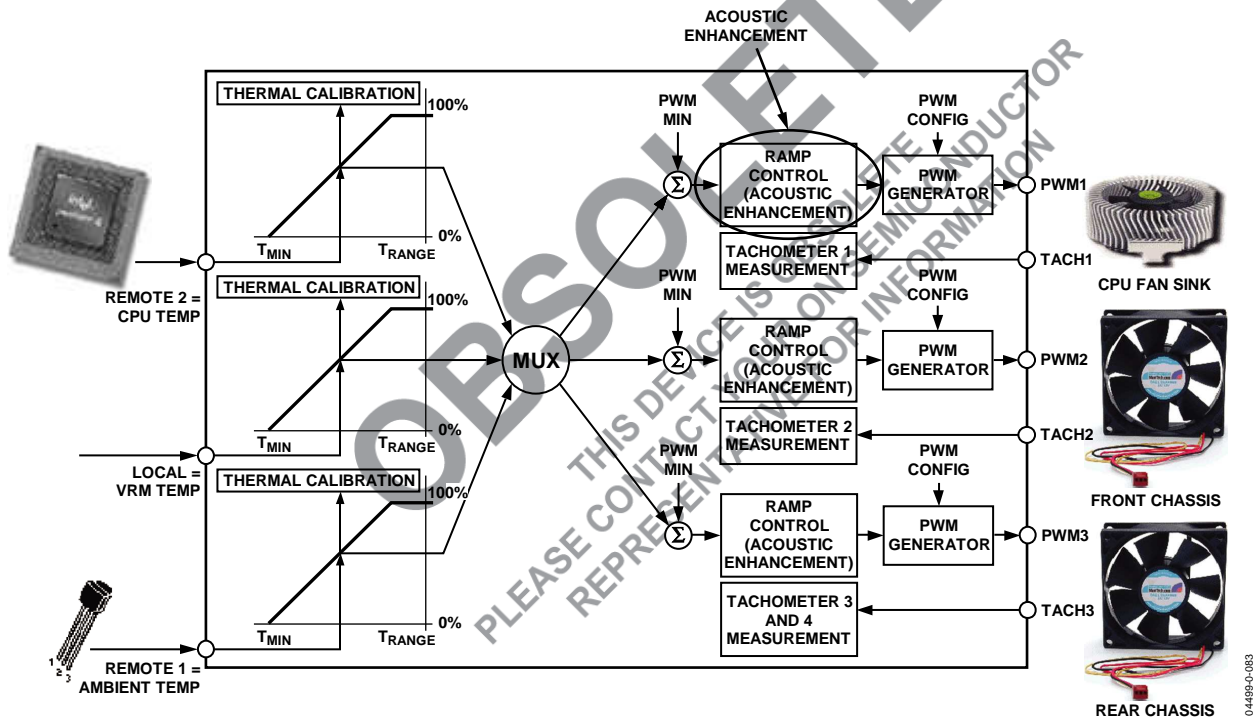 ACOUSTIC
ENHANCEMENT
THERMAL CALIBRATION
100%
0%
TMIN
TRANGE
REMOTE 2 =
CPU TEMP
THERMAL CALIBRATION
100%
0%
TMIN
TRANGE
LOCAL =
VRM TEMP
THERMAL CALIBRATION
100%
0%
TMIN
TRANGE
REMOTE 1 =
AMBIENT TEMP
1
2
3
MUX
PWM
MIN
Σ
RAMP
CONTROL
(ACOUSTIC
ENHANCEMENT)
PWM
CONFIG
PWM
GENERATOR
PWM1
TACHOMETER 1
MEASUREMENT
TACH1
CPU FAN SINK
PWM
MIN
Σ
RAMP
CONTROL
(ACOUSTIC
ENHANCEMENT)
PWM
CONFIG
PWM
GENERATOR
PWM2
TACHOMETER 2
MEASUREMENT
TACH2
FRONT CHASSIS
PWM
MIN
Σ
RAMP
CONTROL
(ACOUSTIC
ENHANCEMENT)
PWM
CONFIG
PWM
GENERATOR
PWM3
TACHOMETER 3
AND 4
MEASUREMENT
TACH3
REAR CHASSIS
04499-0-083
OBSOLETE
THIS DEVICE IS OBSOLETE
PLEASE CONTACT YOUR ON SEMICONDUCTOR
REPRESENTATIVE FOR INFORMATION